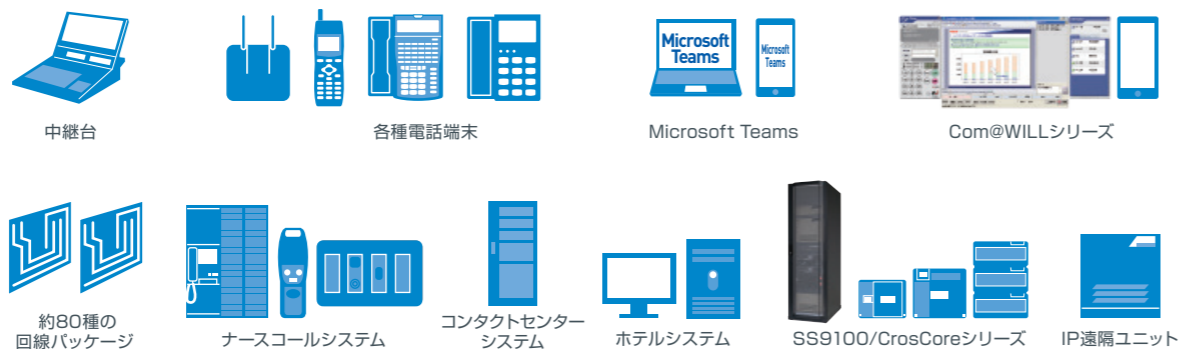 Microsoft
Teams
Microsoft
Teams
中継台
各種電話端末
Microsoft Teams
Com@WILLシリーズ
約80種の
回線パッケージ
ナースコールシステム
コンタクトセンター
システム
ホテルシステム
SS9100/CrosCoreシリーズ
IP遠隔ユニット